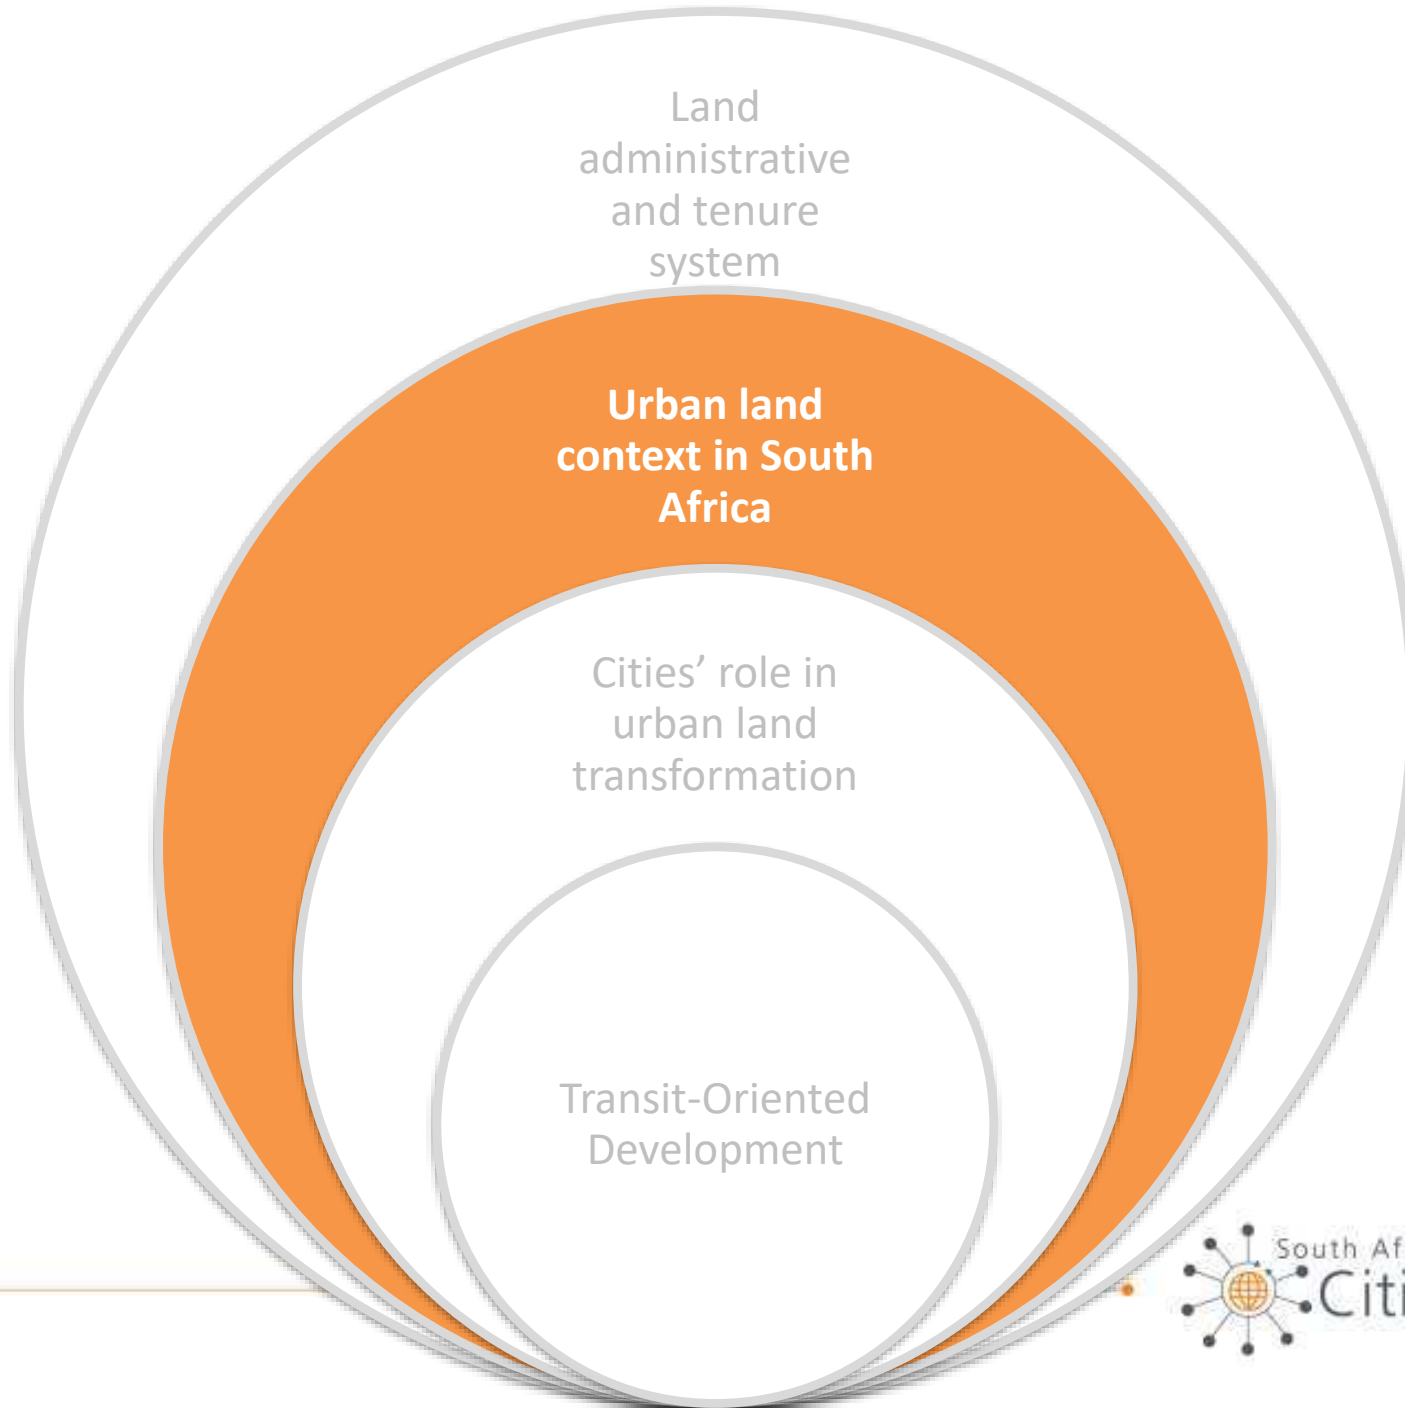 Land
administrative
and tenure
system
Urban land
context in South
Africa
Cities’ role in
urban land
transformation
Transit-Oriented
Development
South Af
Citi